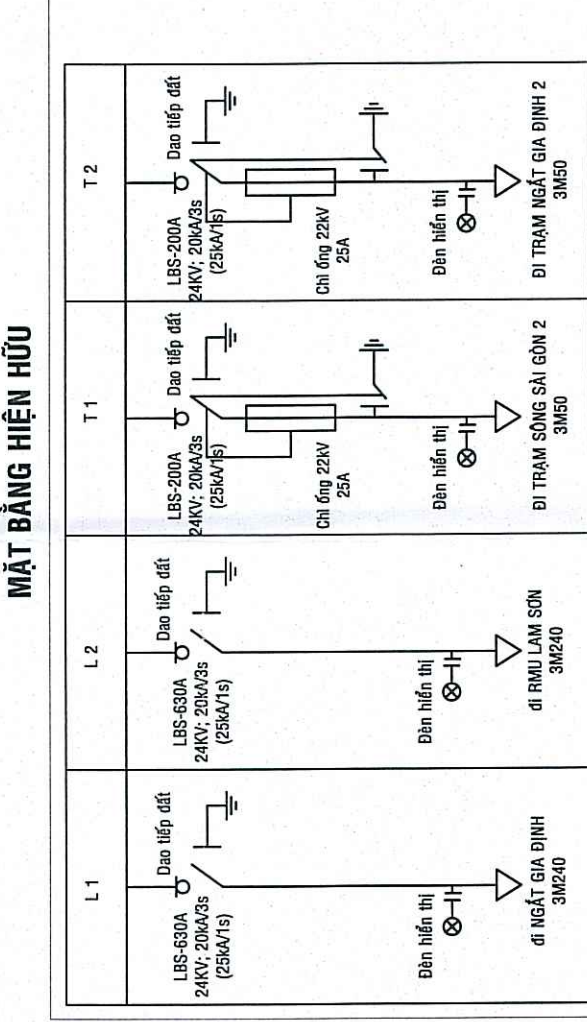 MẶT BẰNG HIỆN HỮU
L 1
Dao tiếp đất
LBS-630A
24KV; 20kA/3s
(25kA/1s)
Đèn hiển thị
đi NGẮT GIA ĐỊNH
3M240
L 2
Dao tiếp đất
LBS-630A
24KV; 20kA/3s
(25kA/1s)
Đèn hiển thị
đi RMU LAM SƠN
3M240
T 1
Dao tiếp đất
LBS-200A
24KV; 20kA/3s
(25kA/1s)
Chì ống 22kV
25A
Đèn hiển thị
ĐI TRẠM SÔNG SÀI GÒN 2
3M50
T 2
Dao tiếp đất
LBS-200A
24KV; 20kA/3s
(25kA/1s)
Chì ống 22kV
25A
Đèn hiển thị
ĐI TRẠM NGẮT GIA ĐỊNH 2
3M50